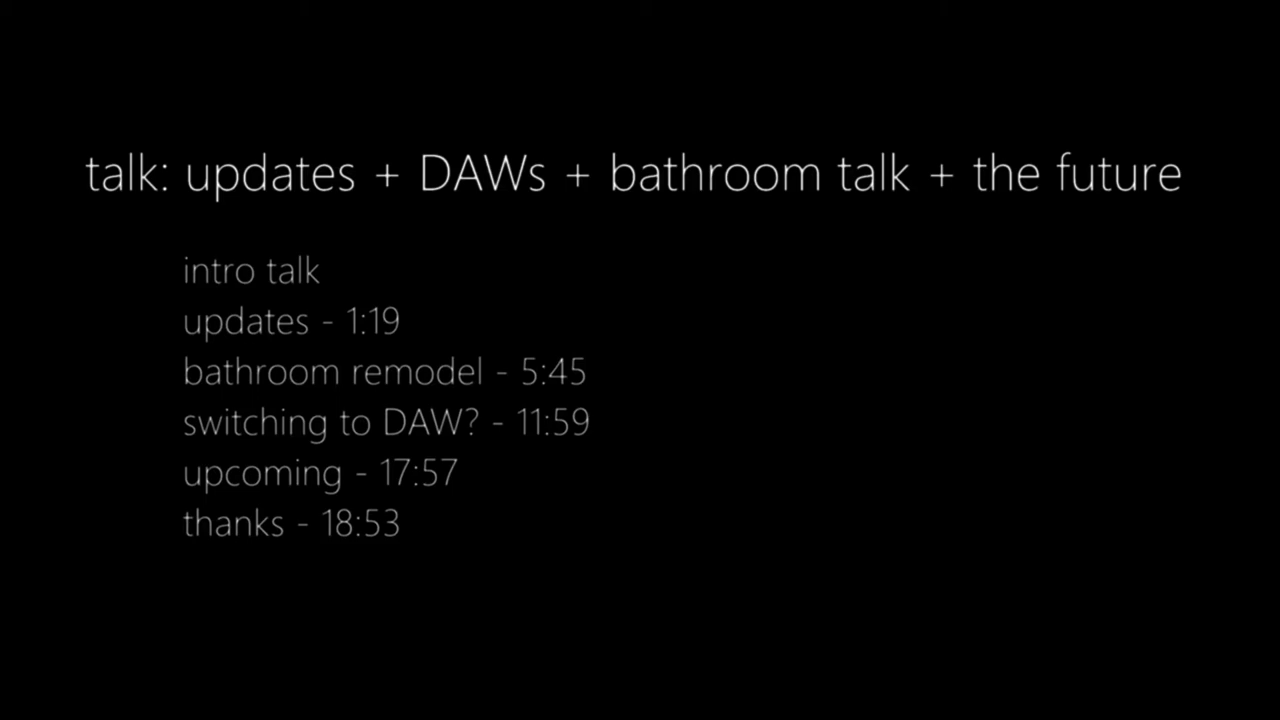 talk: updates + DAWs + bathroom talk + the future
intro talk
updates - 1:19
bathroom remodel - 5:45
switching to DAW? - 11:59
upcoming - 17:57
thanks - 18:53